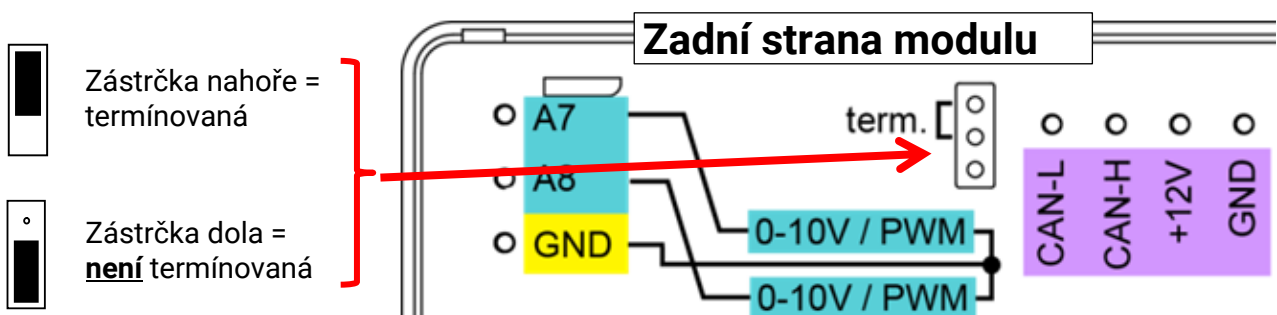 Zadní strana modulu
Zástrčka nahoře =
termínovaná
Zástrčka dola =
není termínovaná
A7
A8
GND
term.
0-10V / PWM
0-10V / PWM
CAN-L
CAN-H
+12V
GND